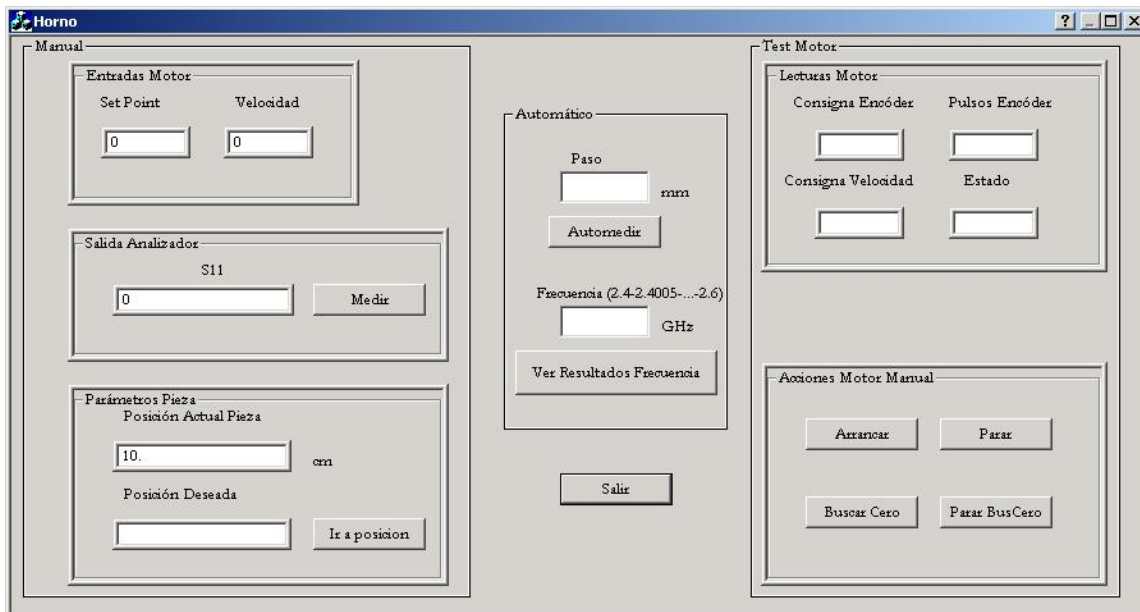 Horno
Manual
Entradas Motor
Set Point Velocidad
0 0
Salida Analizador
S11
0 Medir
Parámetros Pieza
Posición Actual Pieza
10. cm
Posición Deseada
Ir a posicion
Automático
Paso
mm
Automedir
Frecuencia (2.4-2.4005-...-2.6)
GHz
Ver Resultados Frecuencia
Salir
Test Motor
Lecturas Motor
Consigna Encóder Pulsos Encóder
Consigna Velocidad Estado
Acciones Motor Manual
Arrancar Parar
Buscar Cero Parar BusCero